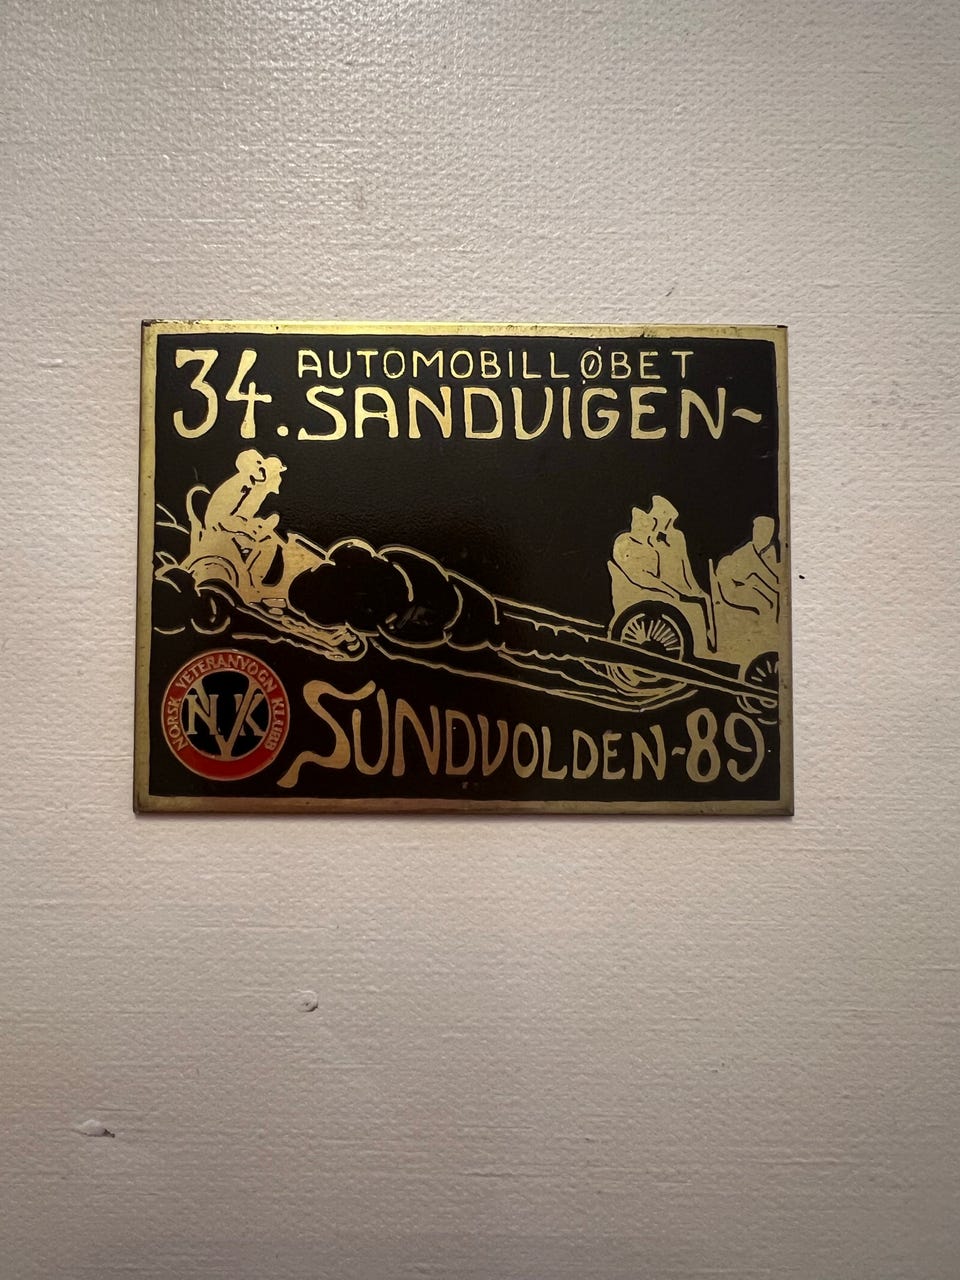 34. AUTOMOBILLØBET
SANDVIGEN~
SUNDVOLDEN-89
NORSK VETERANVOGN KLUBB
NVK